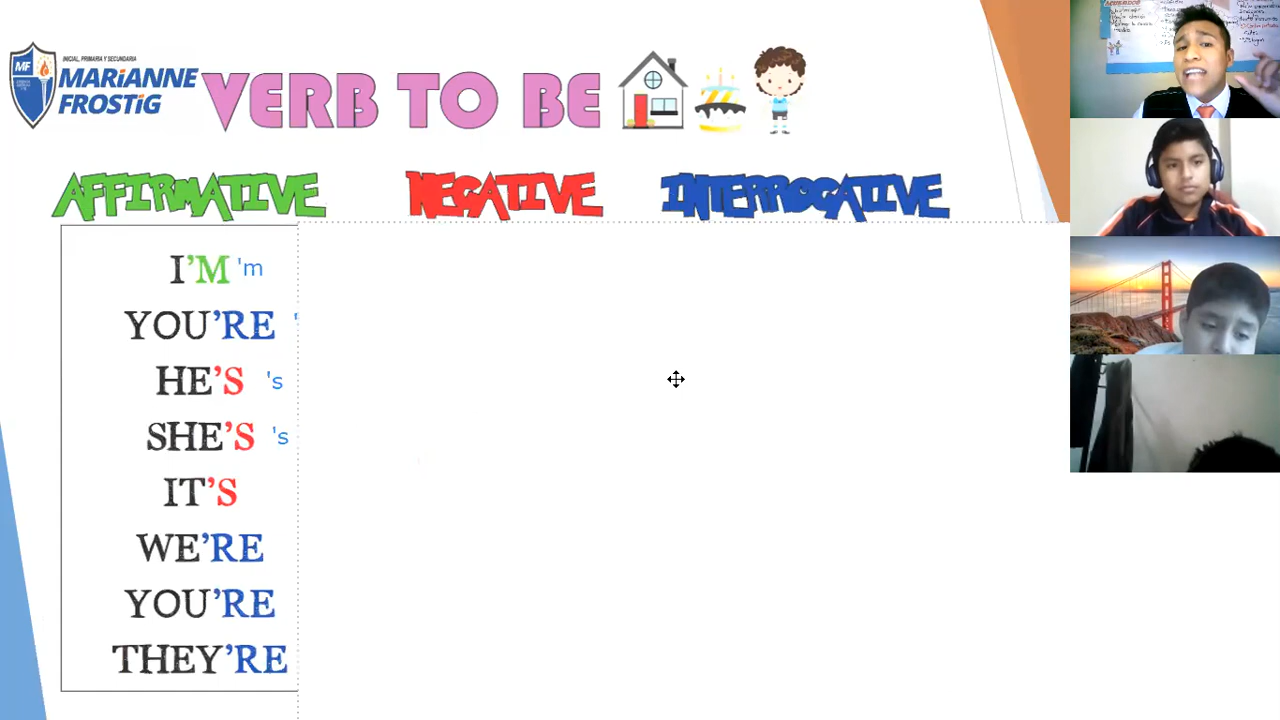 INICIAL, PRIMARIA Y SECUNDARIA
MF
MARIANNE
FROSTIG
VERB TO BE
AFFIRMATIVE NEGATIVE INTERROGATIVE
I'M 'm
YOU'RE '
HE'S 's
SHE'S 's
IT'S
WE'RE
YOU'RE
THEY'RE